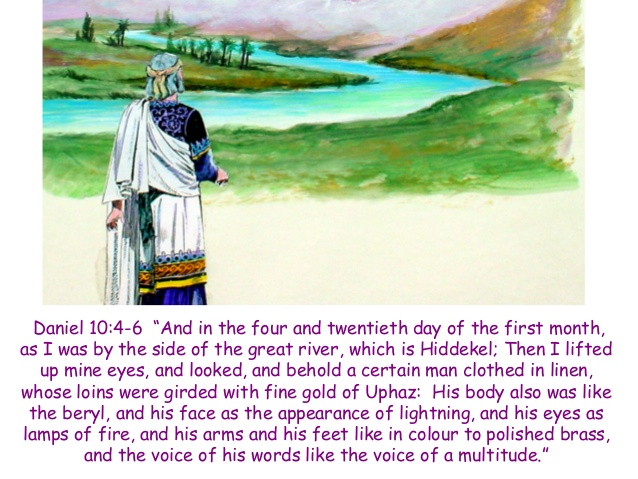 Daniel 10:4-6  “And in the four and twentieth day of the first month,
as I was by the side of the great river, which is Hiddekel; Then I lifted
up mine eyes, and looked, and behold a certain man clothed in linen,
whose loins were girded with fine gold of Uphaz:  His body also was like
the beryl, and his face as the appearance of lightning, and his eyes as
lamps of fire, and his arms and his feet like in colour to polished brass,
and the voice of his words like the voice of a multitude.”